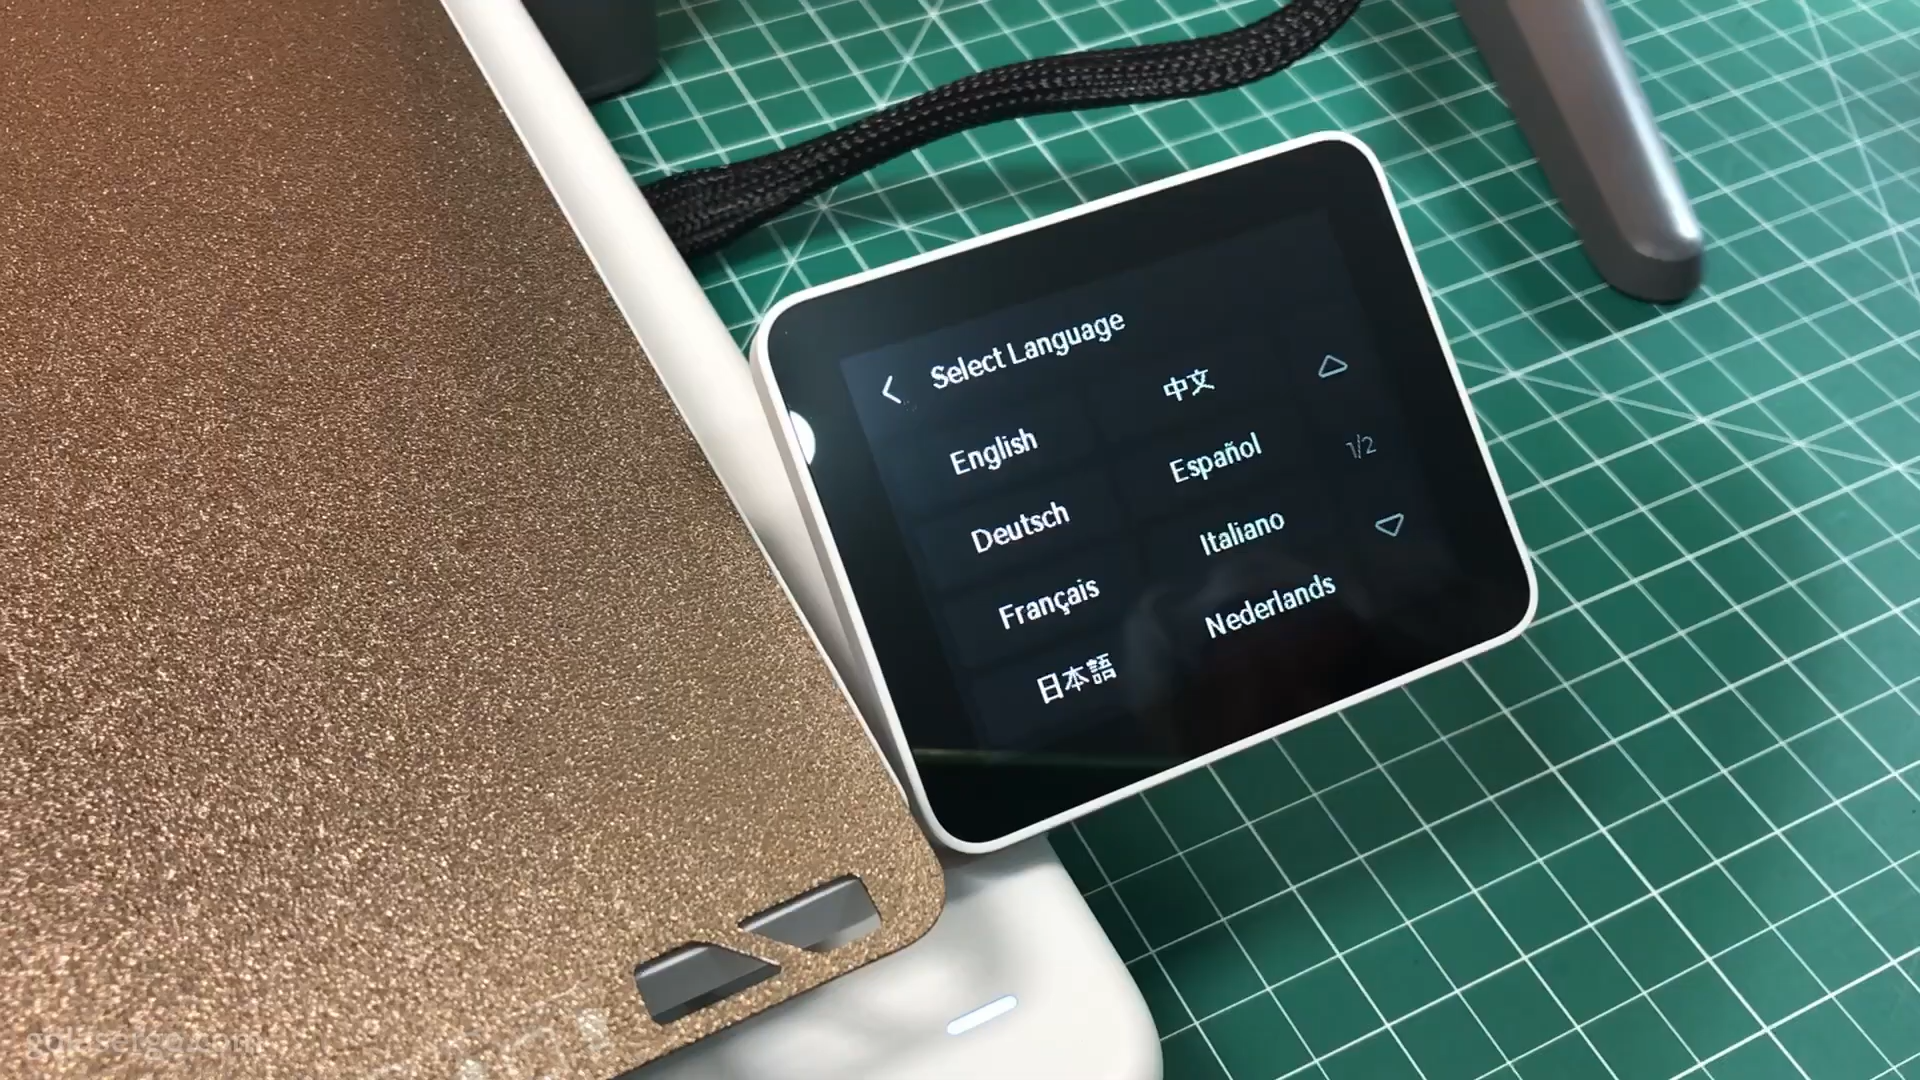 Select Language
English 中文
Deutsch Español
Français Italiano
日本語 Nederlands
1/2